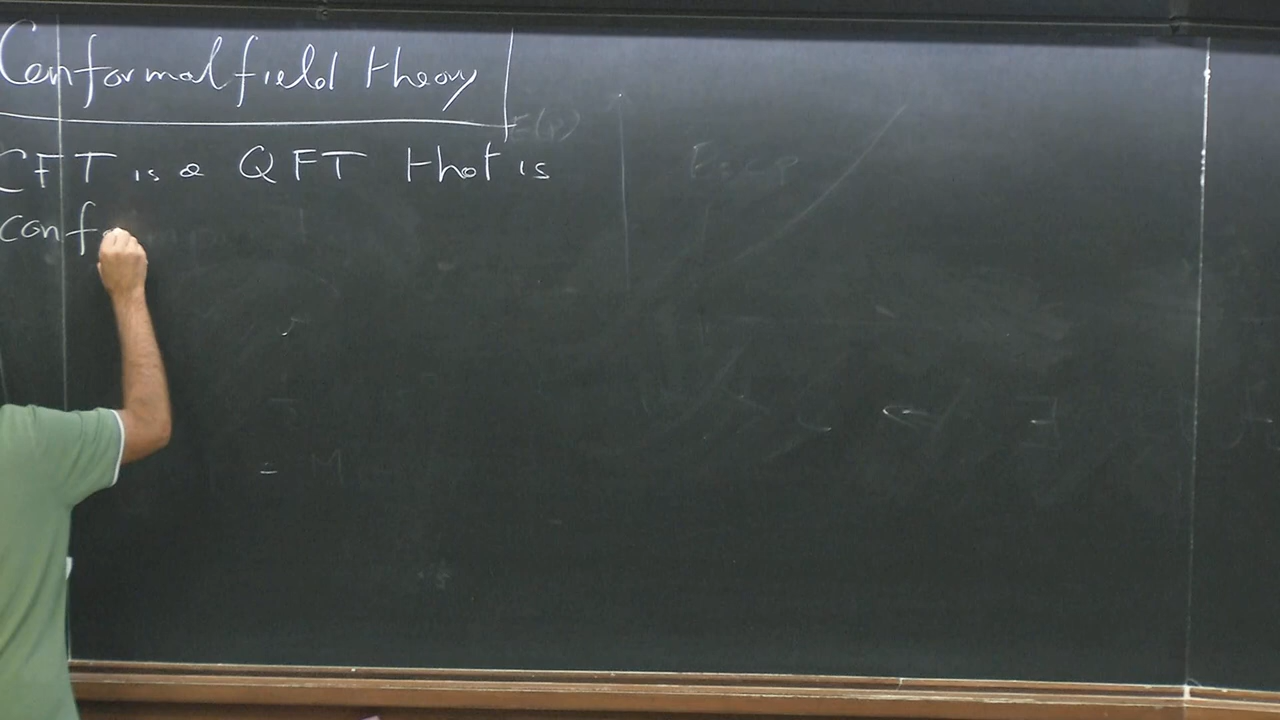 Conformal field theory
CFT is a QFT that is
conf